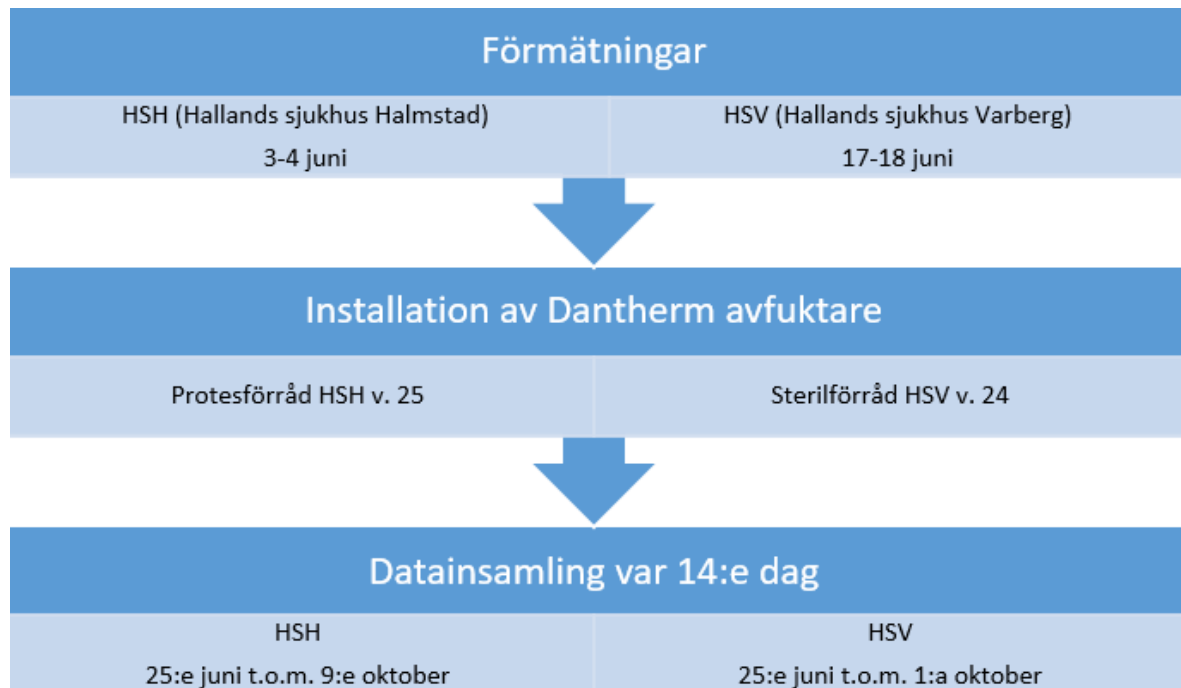 Förmätningar
HSH (Hallands sjukhus Halmstad)
3-4 juni
HSV (Hallands sjukhus Varberg)
17-18 juni
Installation av Dantherm avfuktare
Protesförråd HSH v. 25
Sterilförråd HSV v. 24
Datainsamling var 14:e dag
HSH
25:e juni t.o.m. 9:e oktober
HSV
25:e juni t.o.m. 1:a oktober